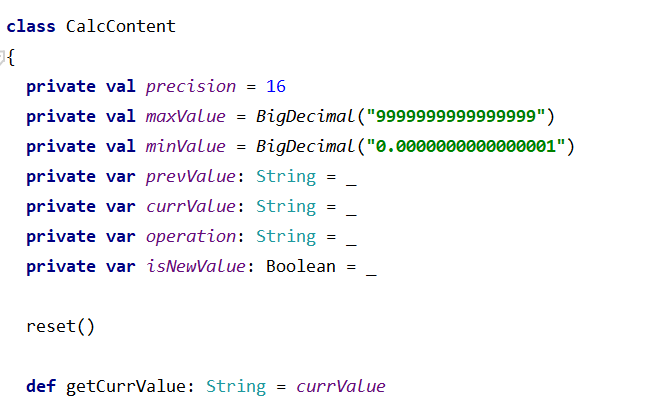 class CalcContent
{
private val precision = 16
private val maxValue = BigDecimal("9999999999999999")
private val minValue = BigDecimal("0.0000000000000001")
private var prevValue: String = _
private var currValue: String = _
private var operation: String = _
private var isNewValue: Boolean = _
reset()
def getCurrValue: String = currValue